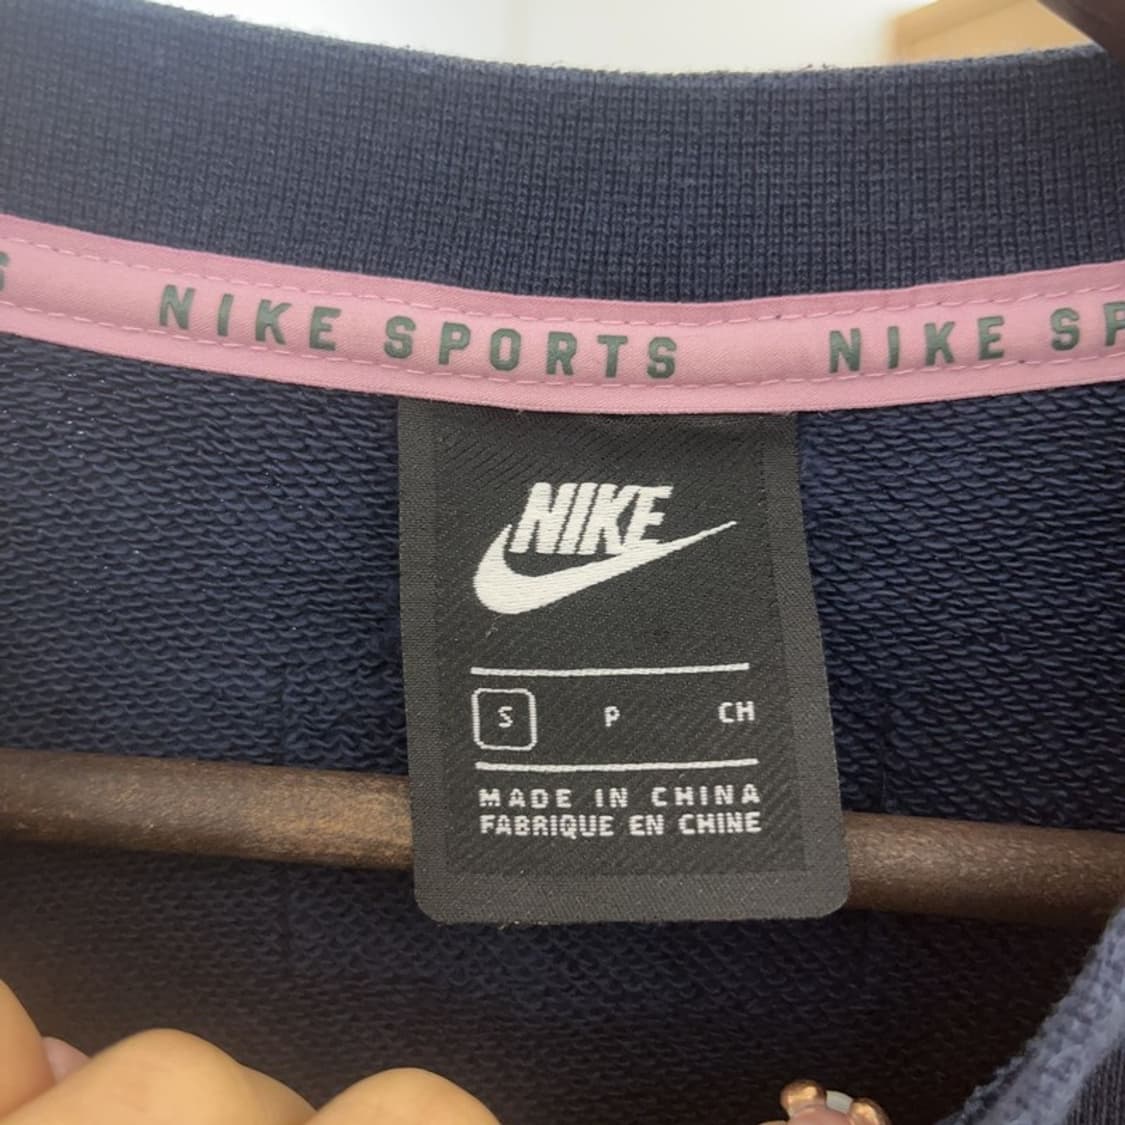 S NIKE SPORTS NIKE SP
NIKE
S P CH
MADE IN CHINA
FABRIQUE EN CHINE